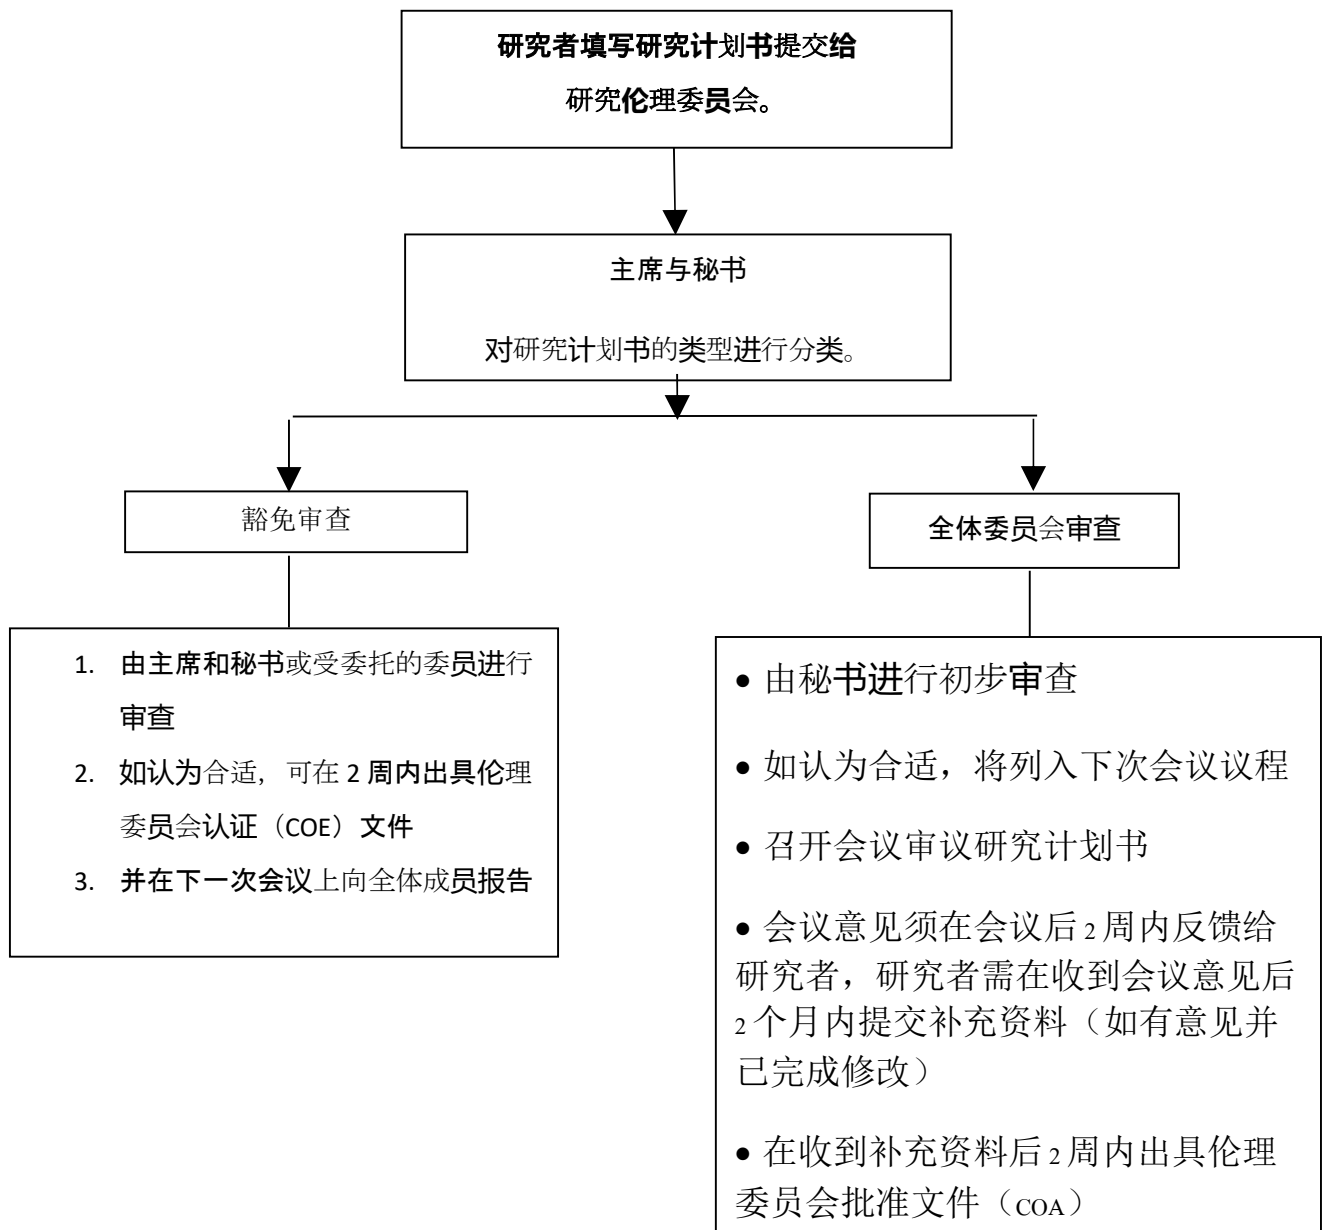 研究者填写研究计划书提交给
研究伦理委员会。
主席与秘书
对研究计划书的类型进行分类。
豁免审查
全体委员会审查
1. 由主席和秘书或受委托的委员进行
审查
2. 如认为合适, 可在 2 周内出具伦理
委员会认证（COE）文件
3. 并在下一次会议上向全体成员报告
• 由秘书进行初步审查
• 如认为合适，将列入下次会议议程
• 召开会议审议研究计划书
• 会议意见须在会议后 2 周内反馈给
研究者，研究者需在收到会议意见后
2 个月内提交补充资料（如有意见并
已完成修改）
• 在收到补充资料后 2 周内出具伦理
委员会批准文件（COA）